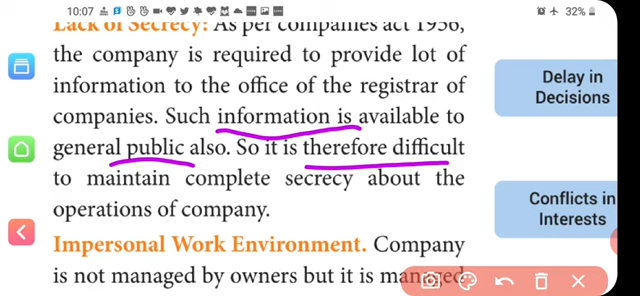 10:07
32%
Lack of Secrecy: As per companies act 1956,
the company is required to provide lot of
information to the office of the registrar of
companies. Such information is available to
general public also. So it is therefore difficult
to maintain complete secrecy about the
operations of company.
Impersonal Work Environment. Company
is not managed by owners but it is managed
Delay in
Decisions
Conflicts in
Interests